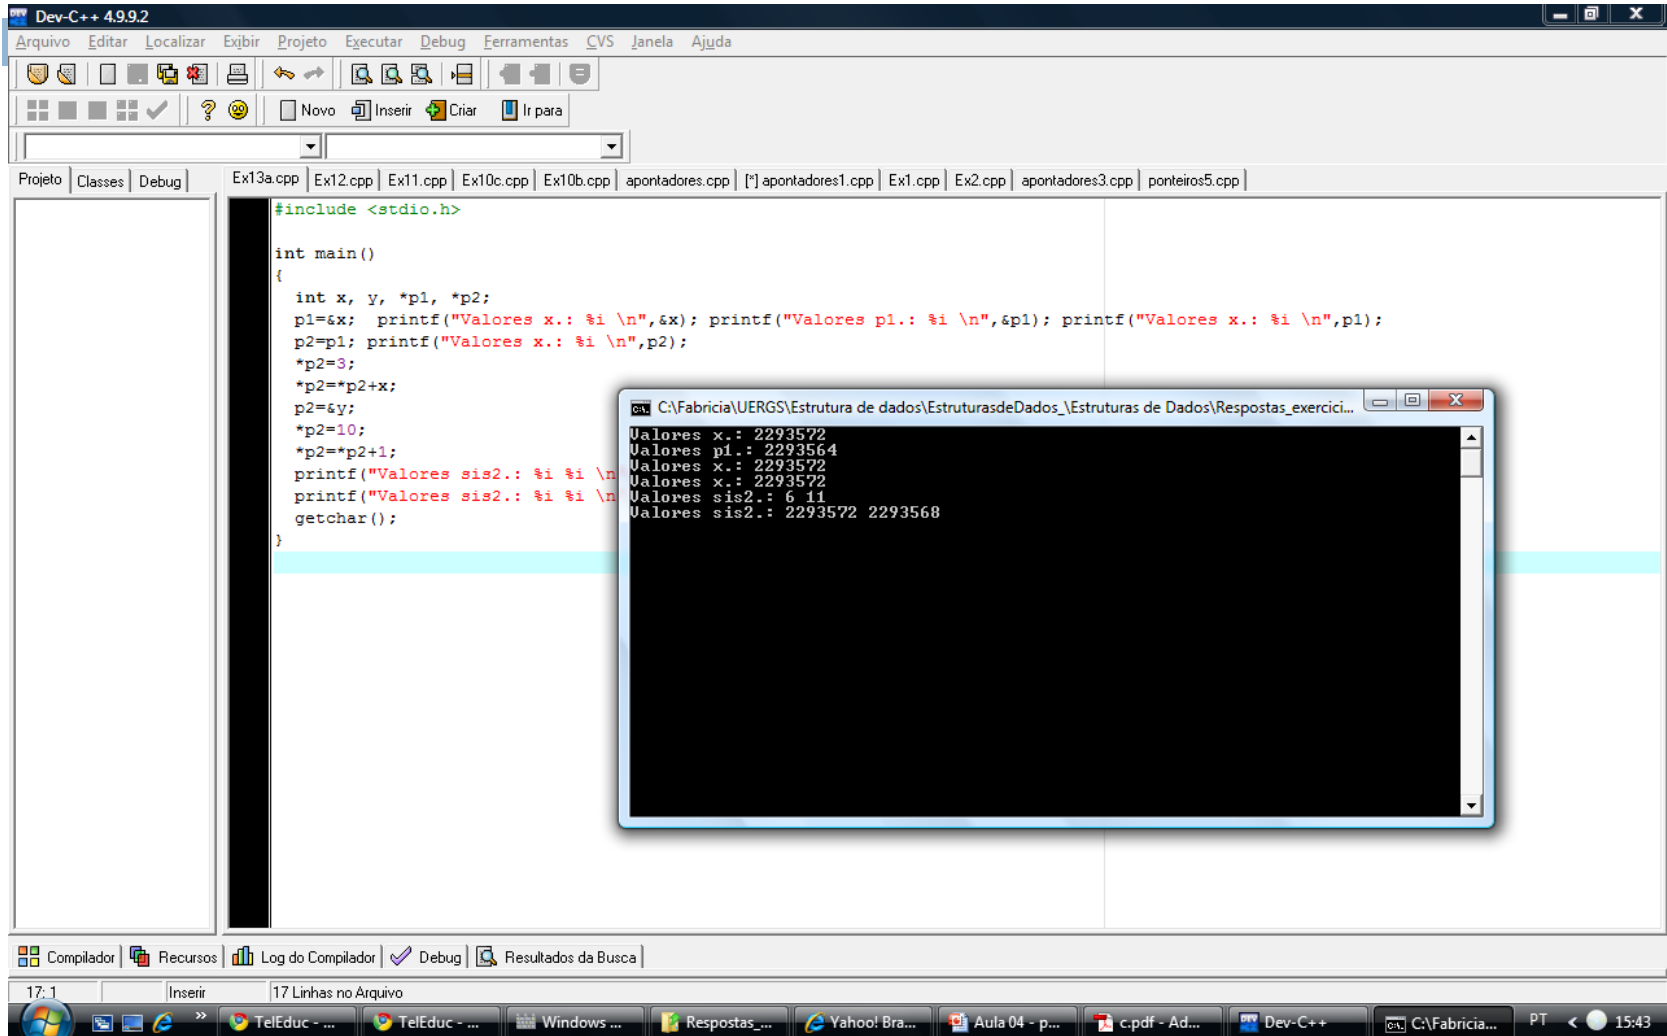 Dev-C++ 4.9.9.2
Arquivo Editar Localizar Exibir Projeto Executar Debug Ferramentas CVS Janela Ajuda
Novo Inserir Criar Ir para
Projeto Classes Debug
Ex13a.cpp Ex12.cpp Ex11.cpp Ex10c.cpp Ex10b.cpp apontadores.cpp [*] apontadores1.cpp Ex1.cpp Ex2.cpp apontadores3.cpp ponteiros5.cpp
#include <stdio.h>
int main()
{
int x, y, *p1, *p2;
p1=&x; printf("Valores x.: %i \n",&x); printf("Valores p1.: %i \n",&p1); printf("Valores x.: %i \n",p1);
p2=p1; printf("Valores x.: %i \n",p2);
*p2=3;
*p2=*p2+x;
p2=&y;
*p2=10;
*p2=*p2+1;
printf("Valores sis2.: %i %i \n
printf("Valores sis2.: %i %i \n
getchar();
}
C:\Fabricia\UERGS\Estrutura de dados\EstruturasdeDados_\Estruturas de Dados\Respostas_exercici...
Valores x.: 2293572
Valores p1.: 2293564
Valores x.: 2293572
Valores x.: 2293572
Valores sis2.: 6 11
Valores sis2.: 2293572 2293568
Compilador Recursos Log do Compilador Debug Resultados da Busca
17: 1 Inserir 17 Linhas no Arquivo
TelEduc - ... TelEduc - ... Windows ... Respostas_... Yahoo! Bra... Aula 04 - p... c.pdf - Ad... Dev-C++ C:\Fabricia... PT 15:43